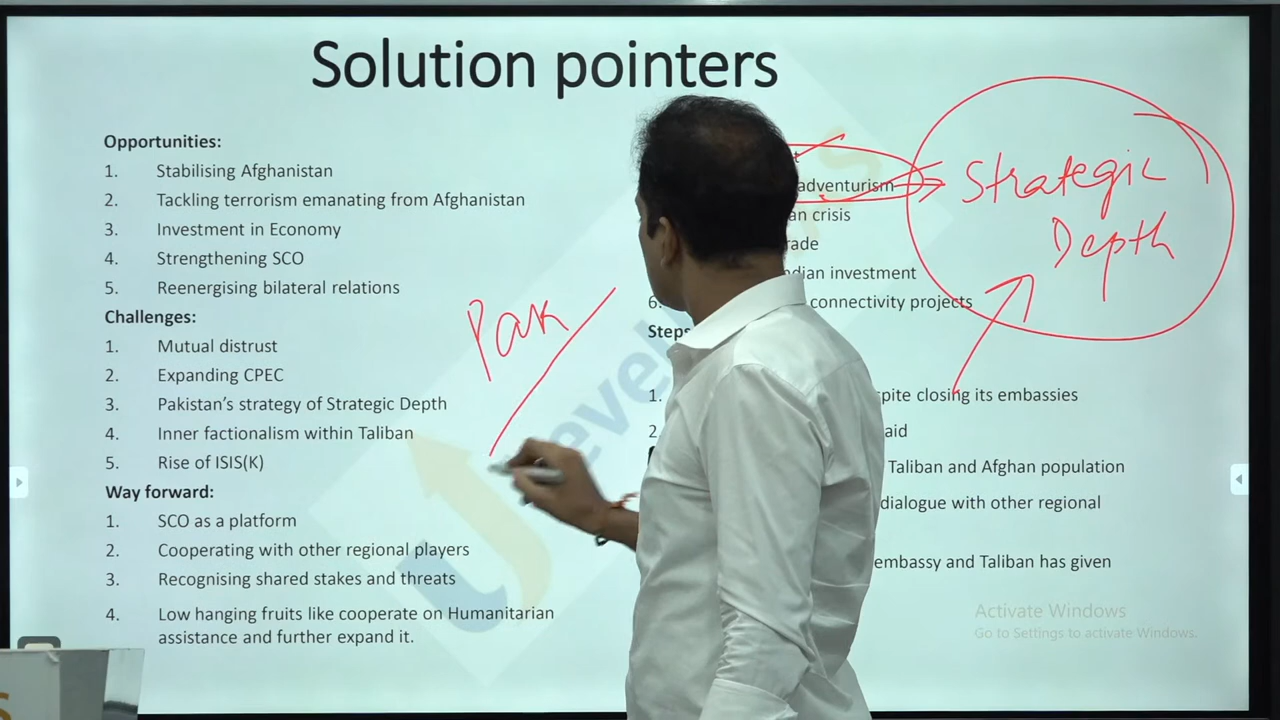 Solution pointers
Opportunities:
1. Stabilising Afghanistan
2. Tackling terrorism emanating from Afghanistan
3. Investment in Economy
4. Strengthening SCO
5. Reenergising bilateral relations
Challenges:
1. Mutual distrust
2. Expanding CPEC
3. Pakistan’s strategy of Strategic Depth
4. Inner factionalism within Taliban
5. Rise of ISIS(K)
Way forward:
1. SCO as a platform
2. Cooperating with other regional players
3. Recognising shared stakes and threats
4. Low hanging fruits like cooperate on Humanitarian
assistance and further expand it.
Pak
adventurism
crisis
investment
6. connectivity projects
Steps
1. closing its embassies
2. aid
Taliban and Afghan population
dialogue with other regional
embassy and Taliban has given
Strategic
Depth
Activate Windows
Go to Settings to activate Windows.